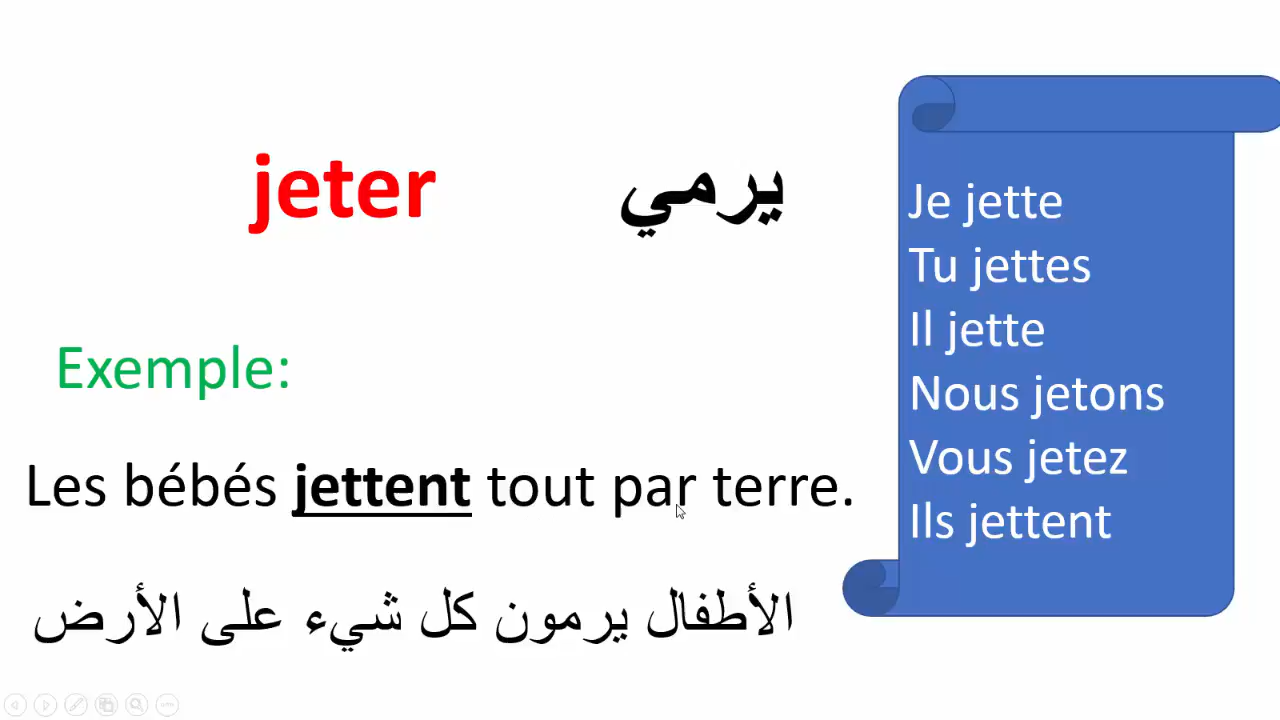 jeter
يرمي
Exemple:
Les bébés jettent tout par terre.
الأطفال يرمون كل شيء على الأرض
Je jette
Tu jettes
Il jette
Nous jetons
Vous jetez
Ils jettent